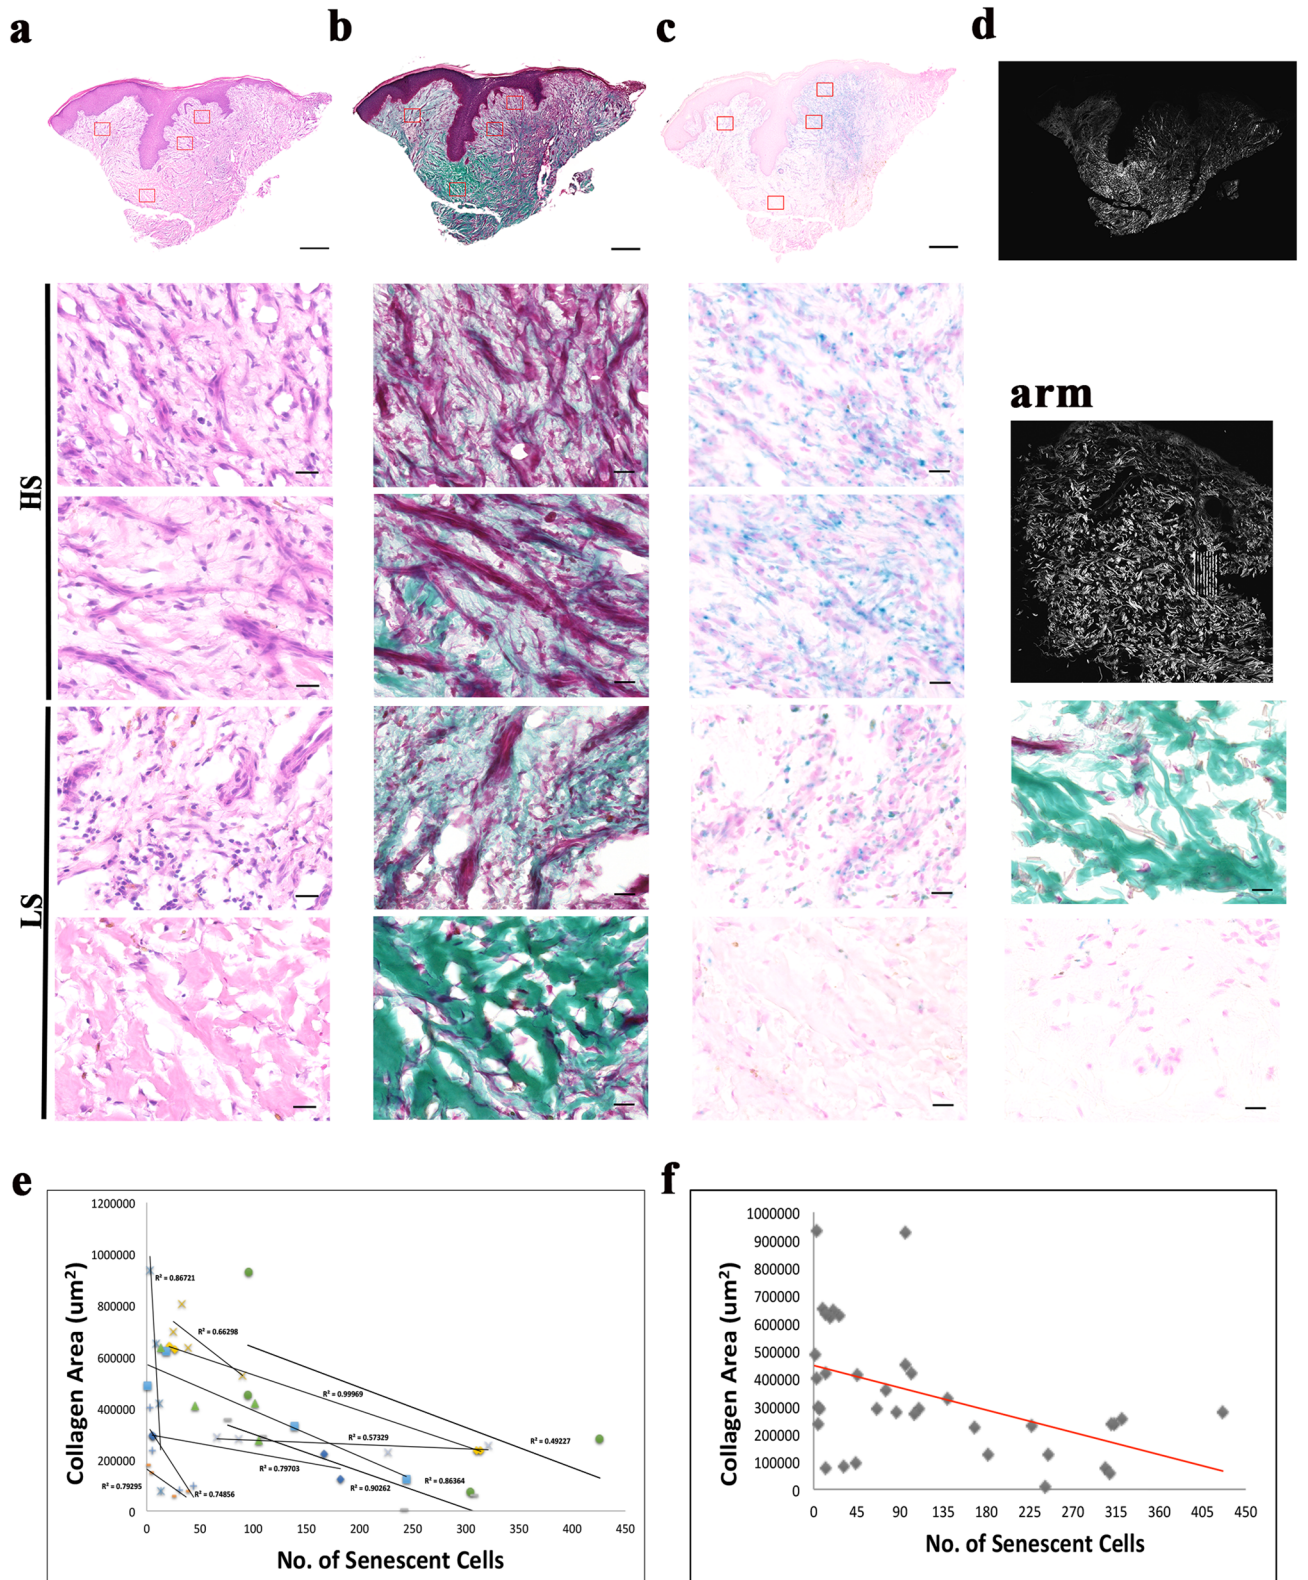 a
b
c
d
HS
arm
LS
e
f
1200000
1000000
800000
600000
400000
200000
0
0 50 100 150 200 250 300 350 400 450
Collagen Area (um²)
No. of Senescent Cells
R² = 0.86721
R² = 0.66298
R² = 0.99969
R² = 0.57329
R² = 0.49227
R² = 0.79703
R² = 0.86364
R² = 0.90262
R² = 0.79295
R² = 0.74856
1000000
900000
800000
700000
600000
500000
400000
300000
200000
100000
0
0 45 90 135 180 225 270 315 360 405 450
Collagen Area (um²)
No. of Senescent Cells